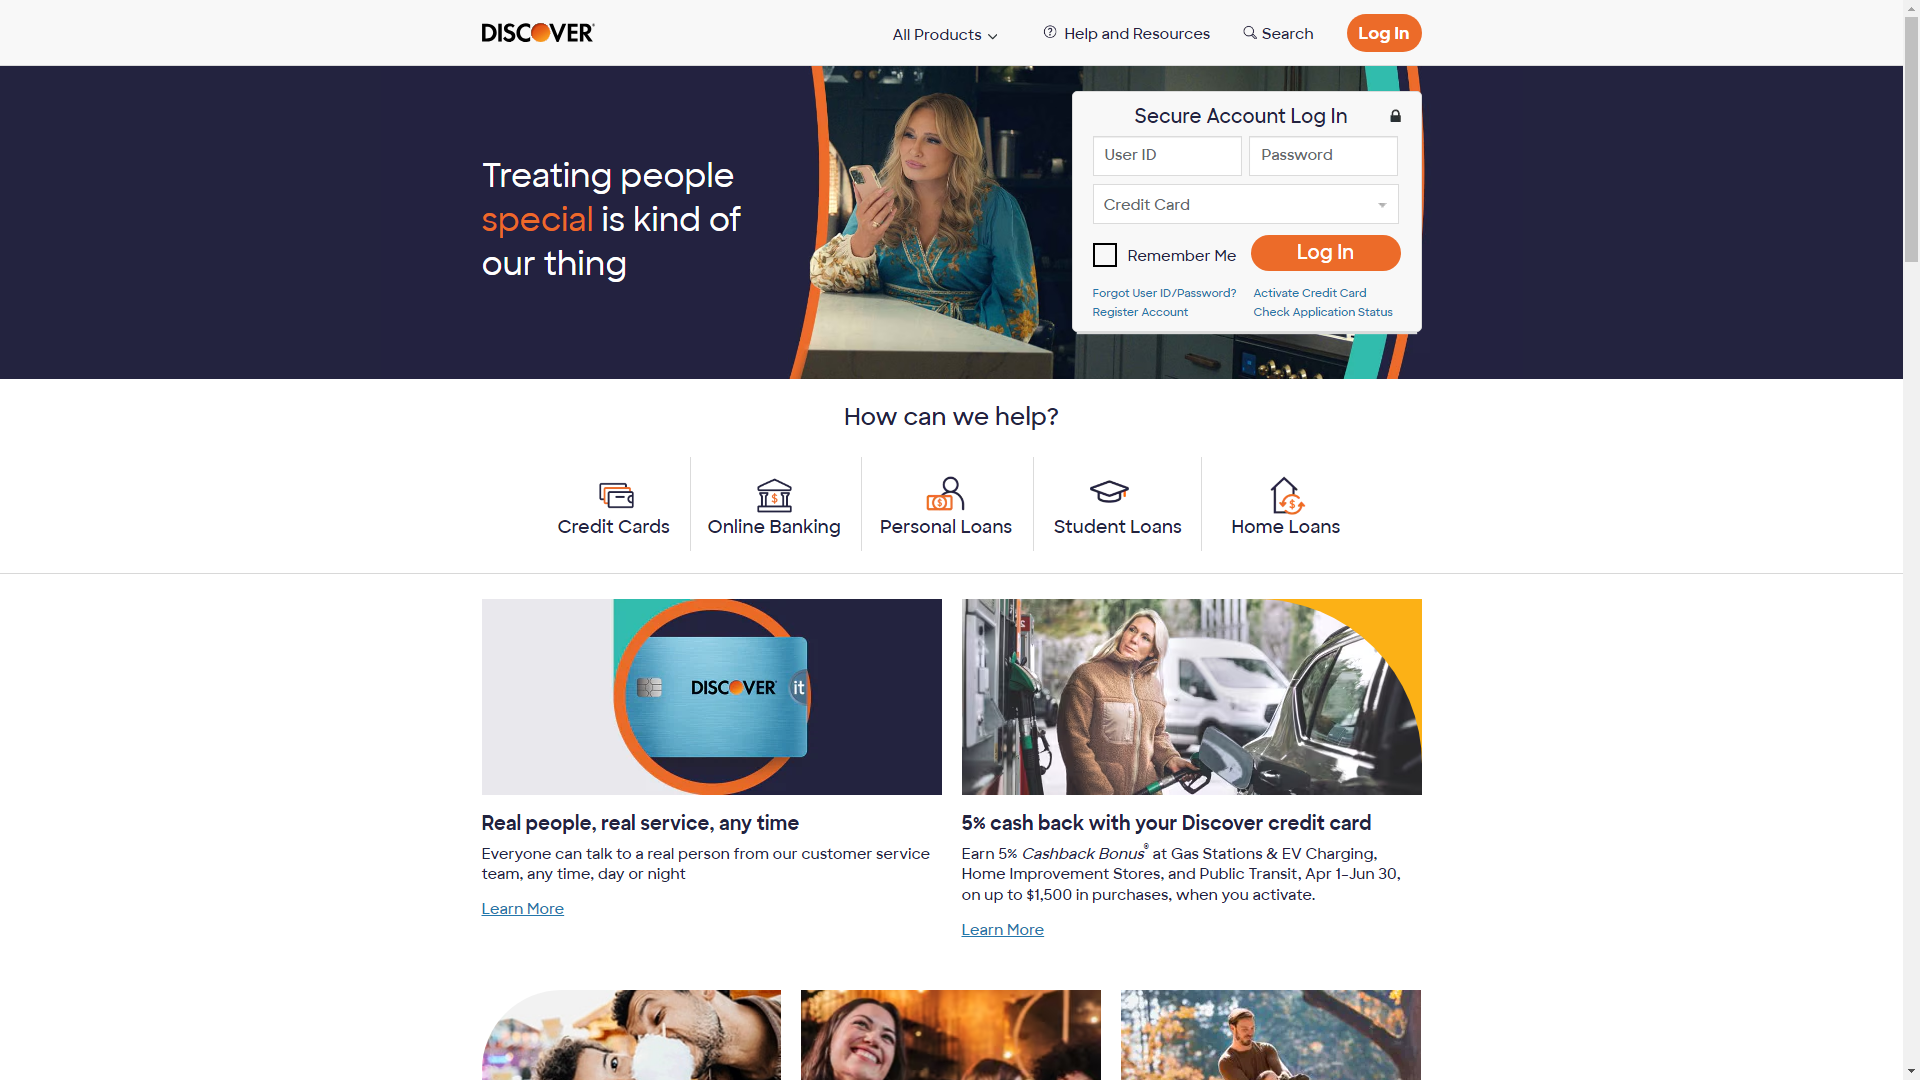 DISCOVER
All Products
Help and Resources
Search
Log In
Treating people
special is kind of
our thing
Secure Account Log In
User ID
Password
Credit Card
Remember Me
Log In
Forgot User ID/Password?
Activate Credit Card
Register Account
Check Application Status
How can we help?
Credit Cards
Online Banking
Personal Loans
Student Loans
Home Loans
DISCOVER it
Real people, real service, any time
Everyone can talk to a real person from our customer service
team, any time, day or night
Learn More
2
5% cash back with your Discover credit card
Earn 5% Cashback Bonus® at Gas Stations & EV Charging,
Home Improvement Stores, and Public Transit, Apr 1–Jun 30,
on up to $1,500 in purchases, when you activate.
Learn More